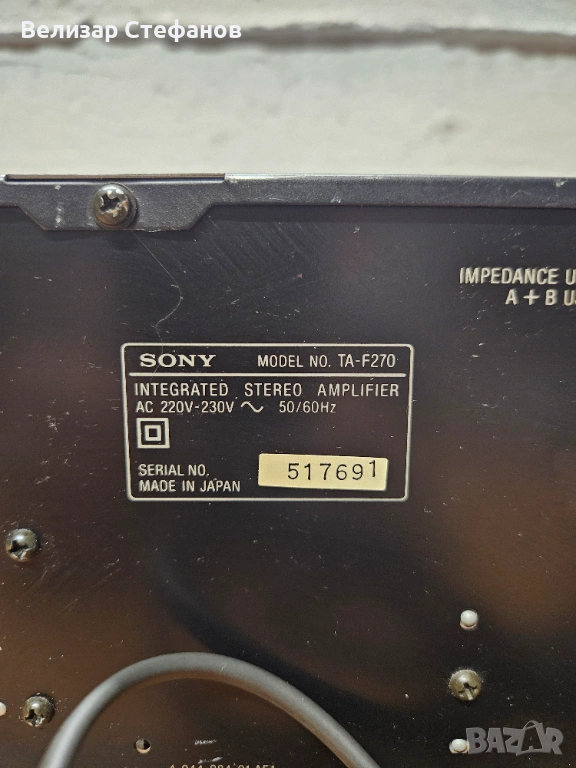 Велизар Стефанов
IMPEDANCE U
A + B U
SONY MODEL NO. TA-F270
INTEGRATED STEREO AMPLIFIER
AC 220V-230V ~ 50/60Hz
SERIAL NO. 517691
MADE IN JAPAN
BAZAR